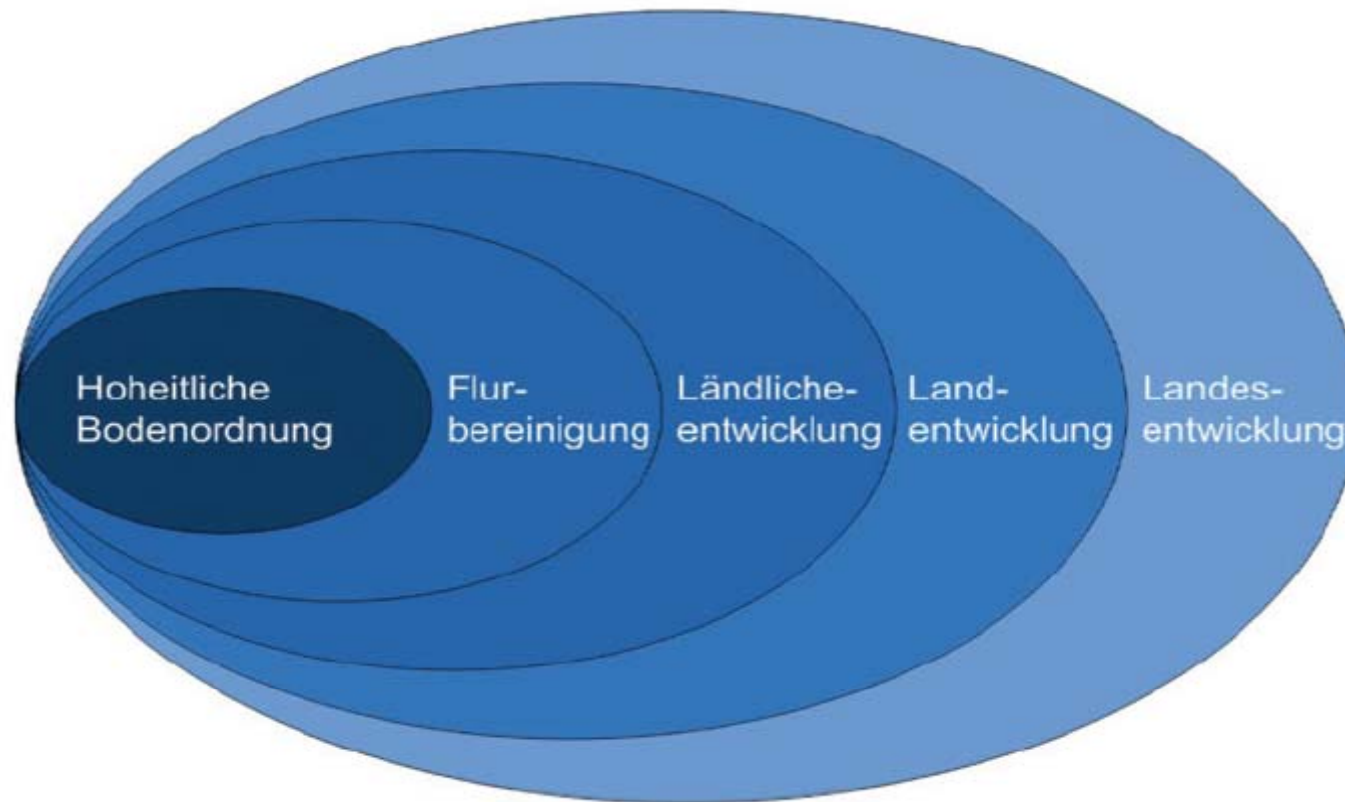 Hoheitliche
Bodenordnung
Flur-
bereinigung
Ländliche-
entwicklung
Land-
entwicklung
Landes-
entwicklung